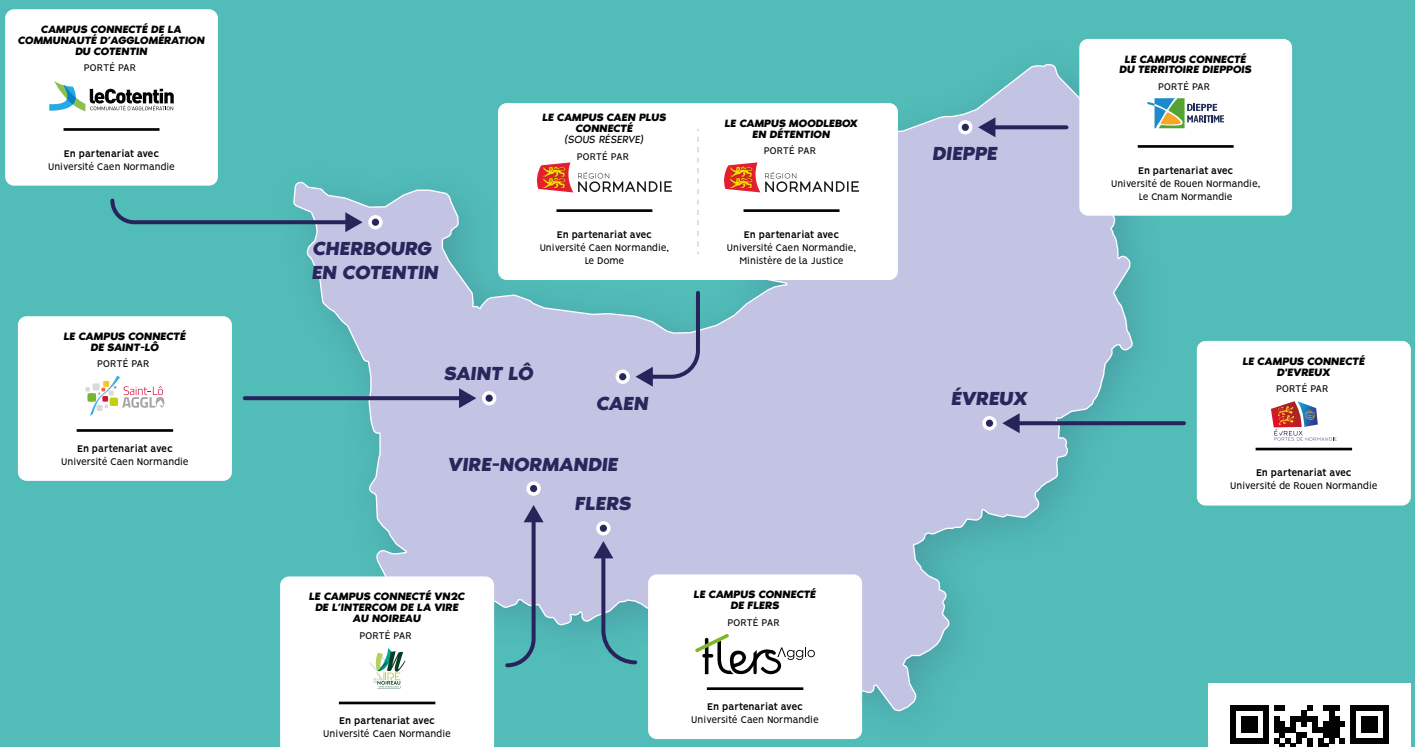 CAMPUS CONNECTÉ DE LA
COMMUNAUTÉ D'AGGLOMÉRATION
DU COTENTIN
PORTÉ PAR
leCotentin
COMMUNAUTÉ D'AGGLOMÉRATION
En partenariat avec
Université Caen Normandie
LE CAMPUS CAEN PLUS
CONNECTÉ
(SOUS RÉSERVE)
PORTÉ PAR
RÉGION
NORMANDIE
En partenariat avec
Université Caen Normandie,
Le Dome
LE CAMPUS MOODLEBOX
EN DÉTENTION
PORTÉ PAR
RÉGION
NORMANDIE
En partenariat avec
Université Caen Normandie,
Ministère de la Justice
LE CAMPUS CONNECTÉ
DU TERRITOIRE DIEPPOIS
PORTÉ PAR
DIEPPE
MARITIME
En partenariat avec
Université de Rouen Normandie,
Le Cnam Normandie
DIEPPE
CHERBOURG
EN COTENTIN
LE CAMPUS CONNECTÉ
DE SAINT-LÔ
PORTÉ PAR
Saint-Lô
AGGLO
En partenariat avec
Université Caen Normandie
SAINT LÔ
CAEN
ÉVREUX
LE CAMPUS CONNECTÉ
D'EVREUX
PORTÉ PAR
ÉVREUX
PORTES DE NORMANDIE
En partenariat avec
Université de Rouen Normandie
VIRE-NORMANDIE
FLERS
LE CAMPUS CONNECTÉ VN2C
DE L'INTERCOM DE LA VIRE
AU NOIREAU
PORTÉ PAR
VIRE
NOIREAU
En partenariat avec
Université Caen Normandie
LE CAMPUS CONNECTÉ
DE FLERS
PORTÉ PAR
flers Agglo
En partenariat avec
Université Caen Normandie